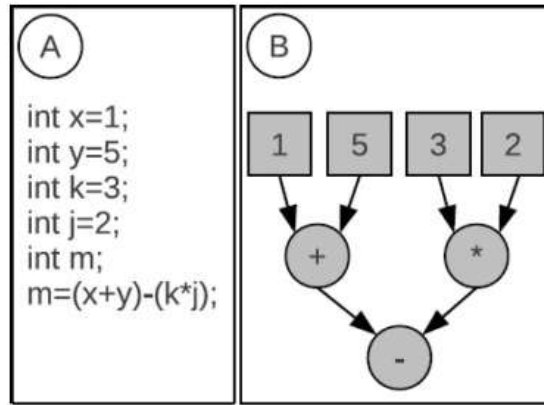 A
int x=1;
int y=5;
int k=3;
int j=2;
int m;
m=(x+y)-(k*j);
B
1 5 3 2
+ *
-